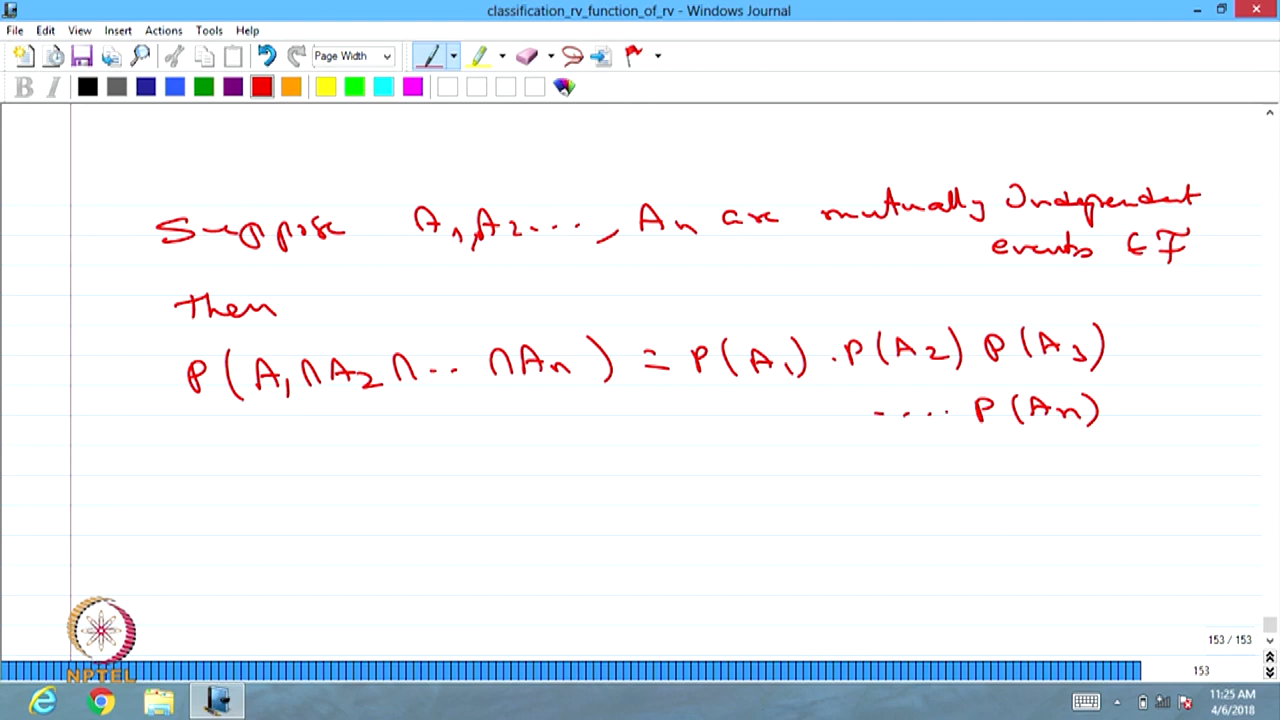 classification_rv_function_of_rv - Windows Journal
File Edit View Insert Actions Tools Help
Page Width
B I
Suppose A1, A2..., An are mutually Independent
events ∈ F
then
P(A1∩A2∩.. ∩An) = P(A1) . P(A2) P(A3)
.... P(An)
153 / 153
NPTEL
153
11:25 AM
4/6/2018